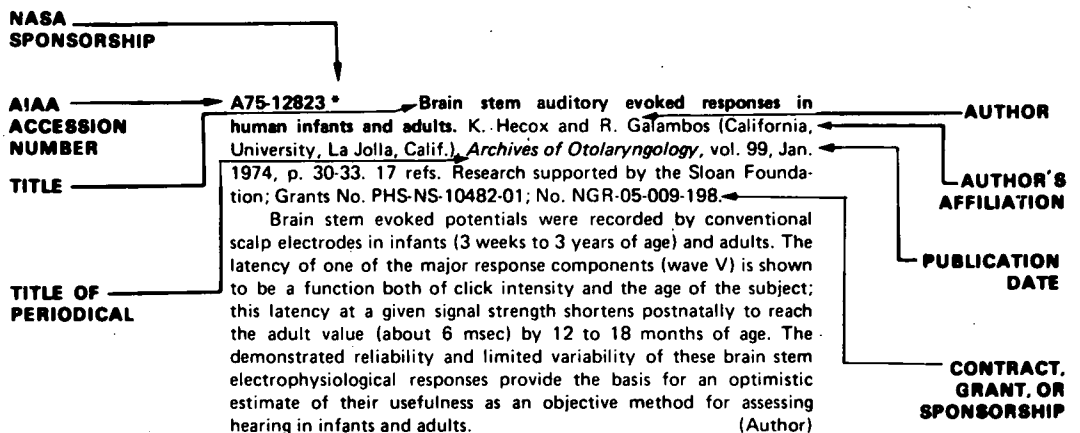 NASA
SPONSORSHIP
AIAA
ACCESSION
NUMBER
TITLE
TITLE OF
PERIODICAL
A75-12823 * Brain stem auditory evoked responses in
human infants and adults. K. Hecox and R. Galambos (California,
University, La Jolla, Calif.). Archives of Otolaryngology, vol. 99, Jan.
1974, p. 30-33. 17 refs. Research supported by the Sloan Founda-
tion; Grants No. PHS-NS-10482-01; No. NGR-05-009-198.
Brain stem evoked potentials were recorded by conventional
scalp electrodes in infants (3 weeks to 3 years of age) and adults. The
latency of one of the major response components (wave V) is shown
to be a function both of click intensity and the age of the subject;
this latency at a given signal strength shortens postnatally to reach
the adult value (about 6 msec) by 12 to 18 months of age. The
demonstrated reliability and limited variability of these brain stem
electrophysiological responses provide the basis for an optimistic
estimate of their usefulness as an objective method for assessing
hearing in infants and adults. (Author)
AUTHOR
AUTHOR'S
AFFILIATION
PUBLICATION
DATE
CONTRACT,
GRANT, OR
SPONSORSHIP